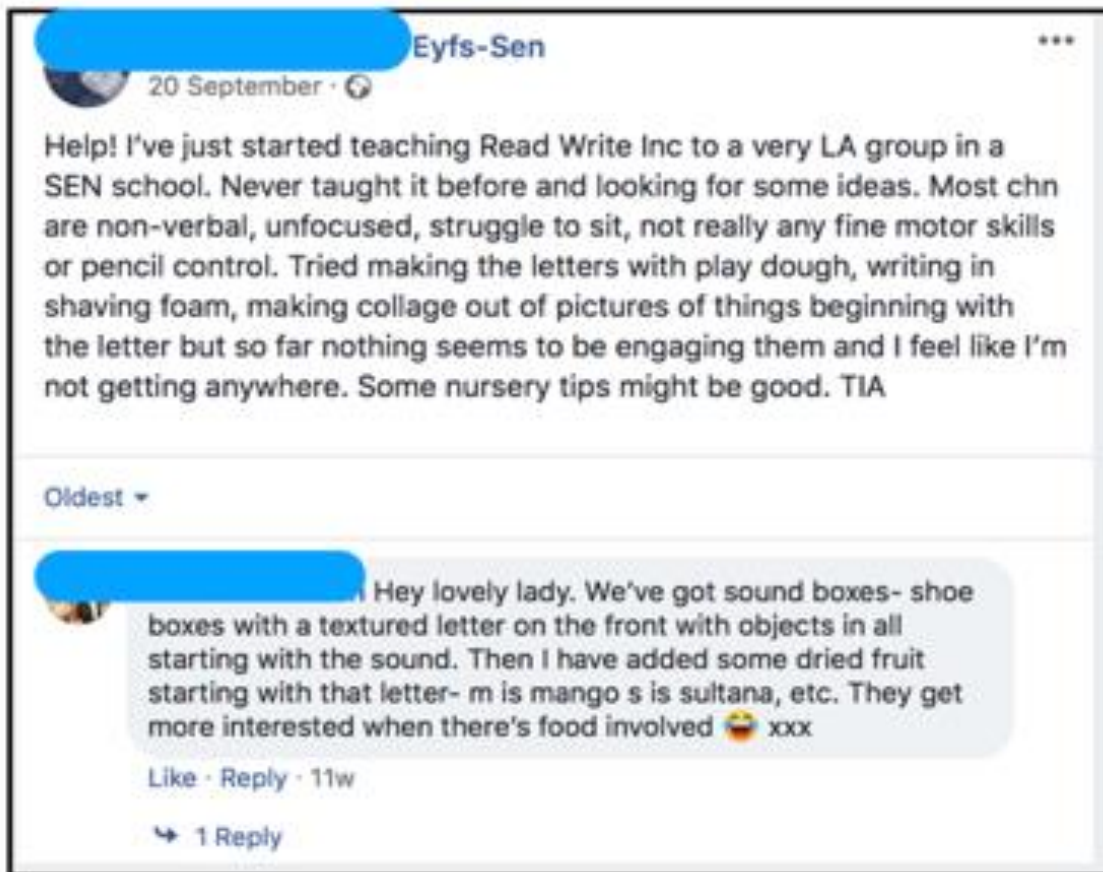 Eyfs-Sen
20 September ·
Help! I've just started teaching Read Write Inc to a very LA group in a
SEN school. Never taught it before and looking for some ideas. Most chn
are non-verbal, unfocused, struggle to sit, not really any fine motor skills
or pencil control. Tried making the letters with play dough, writing in
shaving foam, making collage out of pictures of things beginning with
the letter but so far nothing seems to be engaging them and I feel like I'm
not getting anywhere. Some nursery tips might be good. TIA
Oldest
Hey lovely lady. We've got sound boxes- shoe
boxes with a textured letter on the front with objects in all
starting with the sound. Then I have added some dried fruit
starting with that letter- m is mango s is sultana, etc. They get
more interested when there's food involved 😂 xxx
Like · Reply · 11w
1 Reply